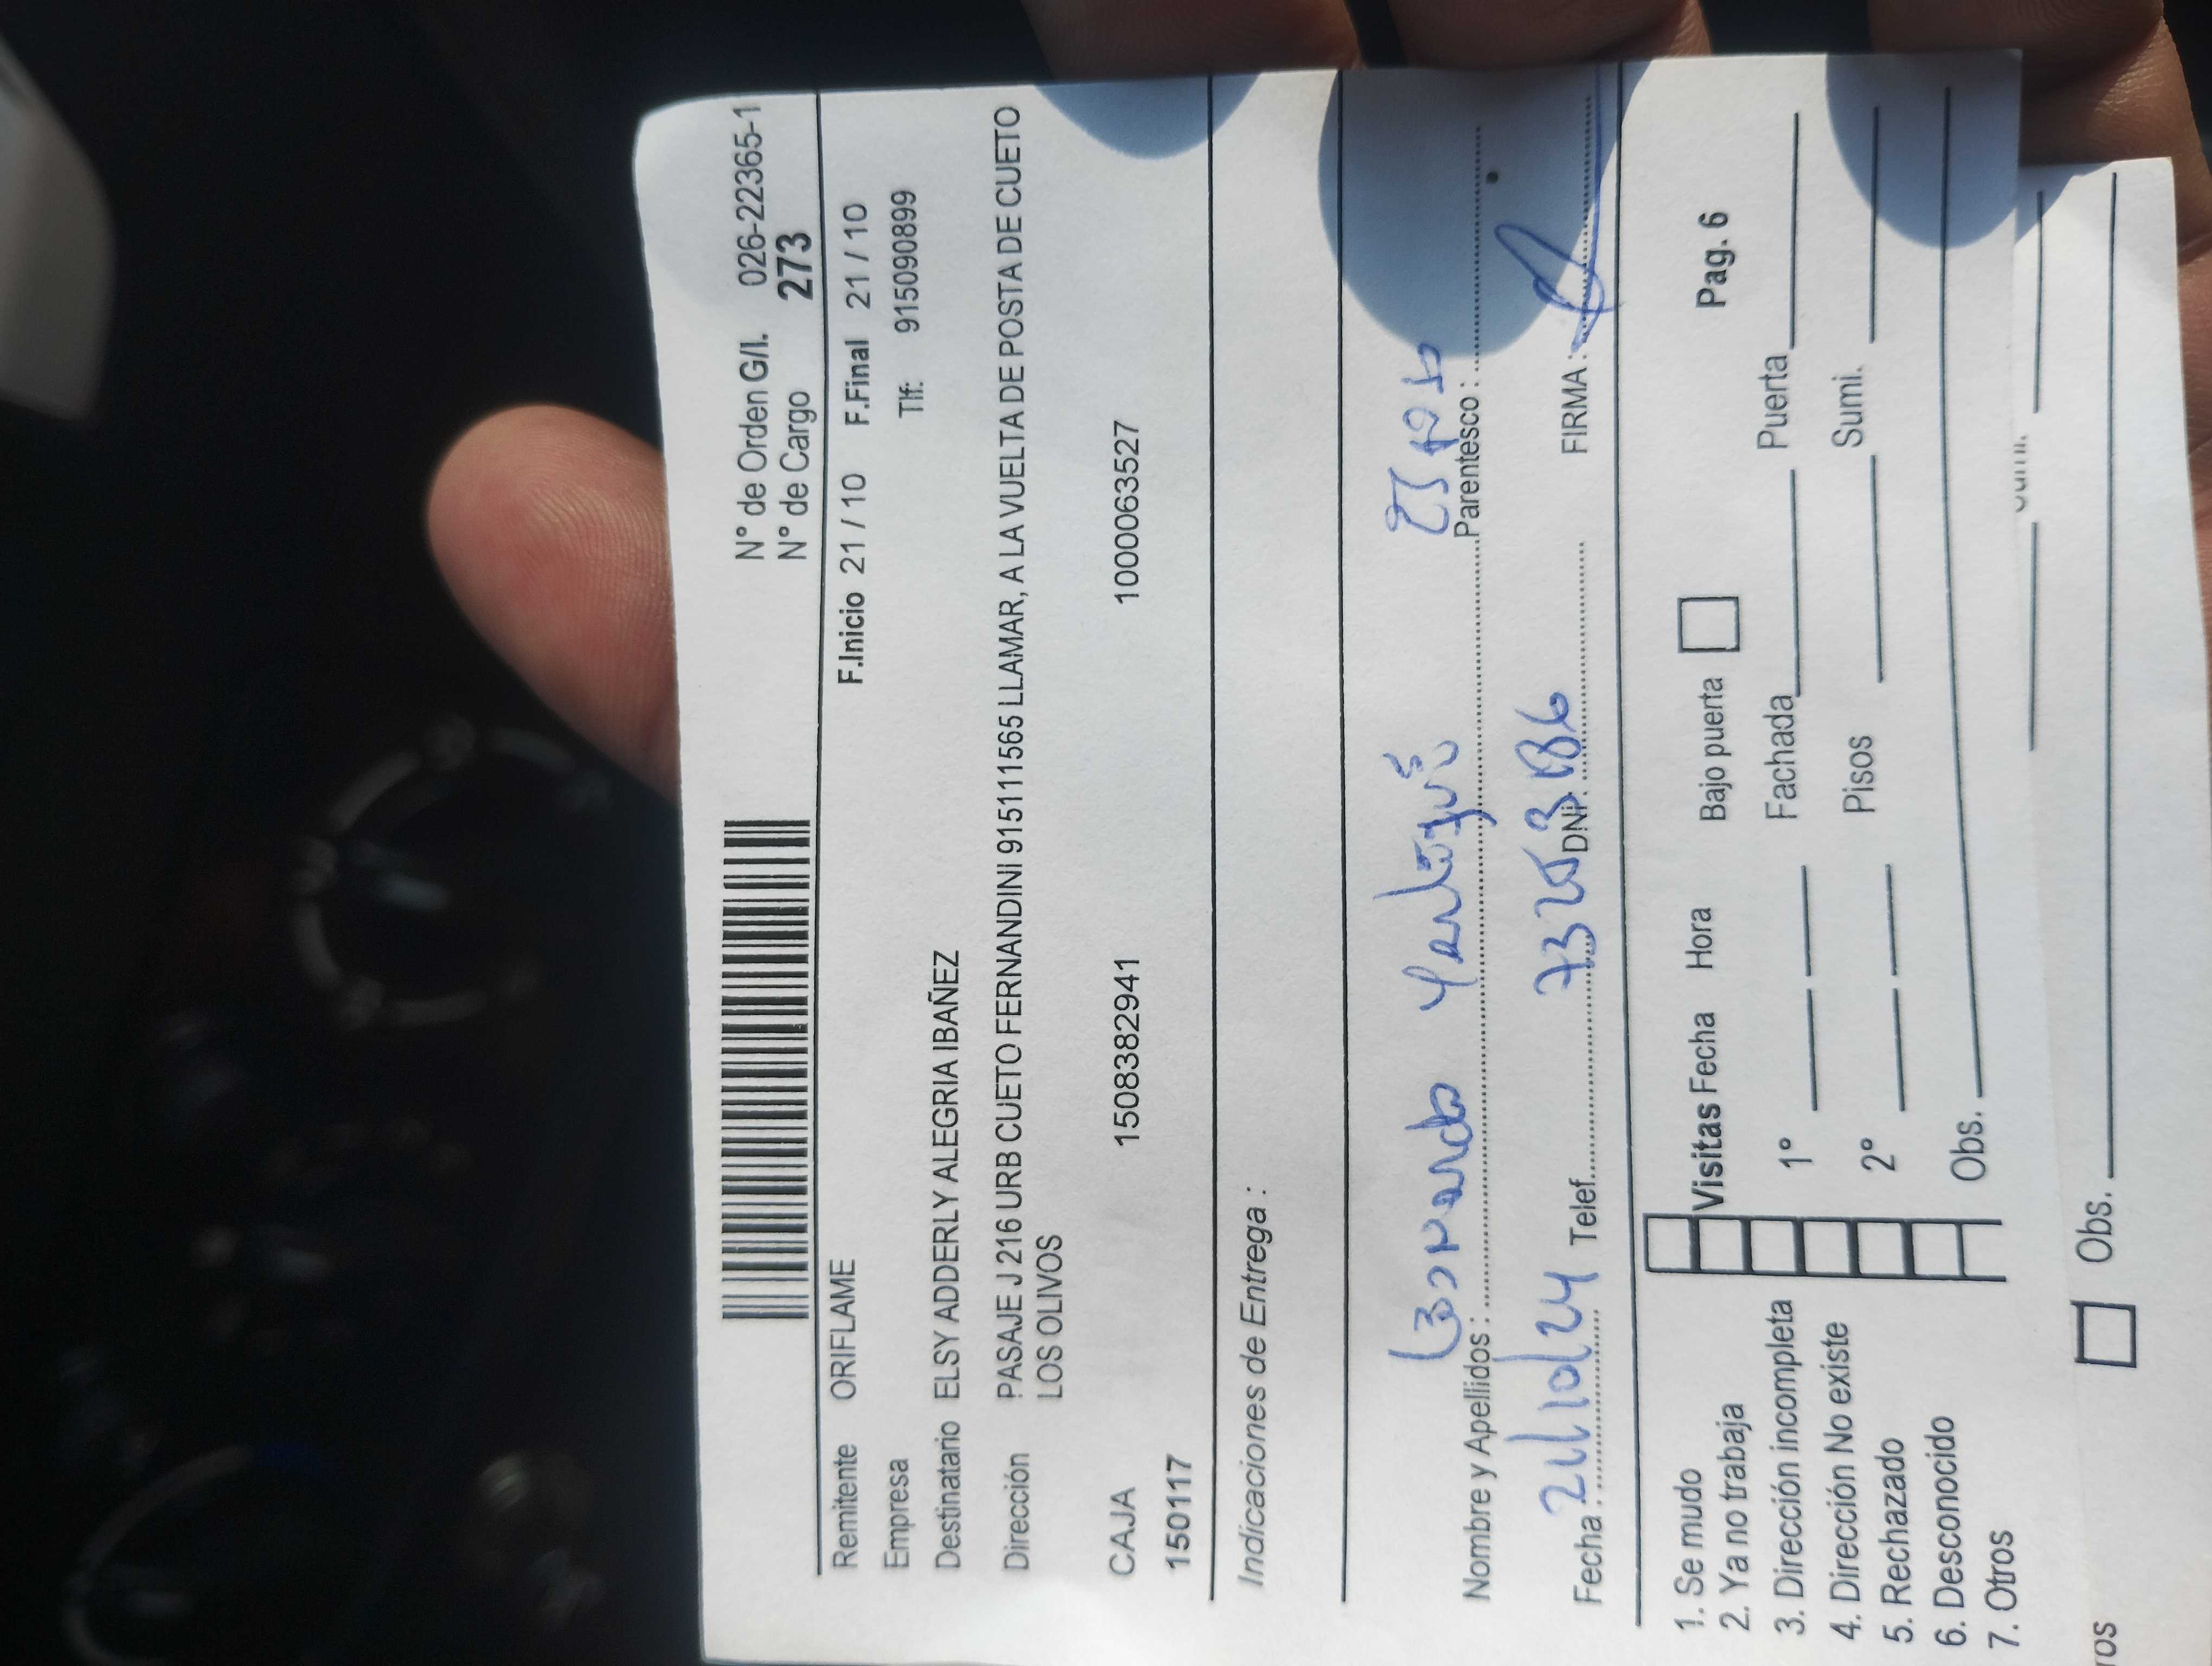 N° de Orden G/I. 026-22365-1
N° de Cargo 273
Remitente ORIFLAME F.Inicio 21 / 10 F.Final 21 / 10
Empresa Tlf: 915090899
Destinatario ELSY ADDERLY ALEGRIA IBAÑEZ
Dirección PASAJE J 216 URB CUETO FERNANDINI 915111565 LLAMAR, A LA VUELTA DE POSTA DE CUETO
LOS OLIVOS
CAJA 1508382941 1000063527
150117
Indicaciones de Entrega :
Nombre y Apellidos : Leonardo Parentesco :
Fecha : 21/10/24 Telef. DNI: FIRMA :
1. Se mudo
2. Ya no trabaja
3. Dirección incompleta
4. Dirección No existe
5. Rechazado
6. Desconocido
7. Otros
Visitas Fecha Hora Bajo puerta Pag. 6
1° Fachada Puerta
2° Pisos Sumi.
Obs.
Obs.